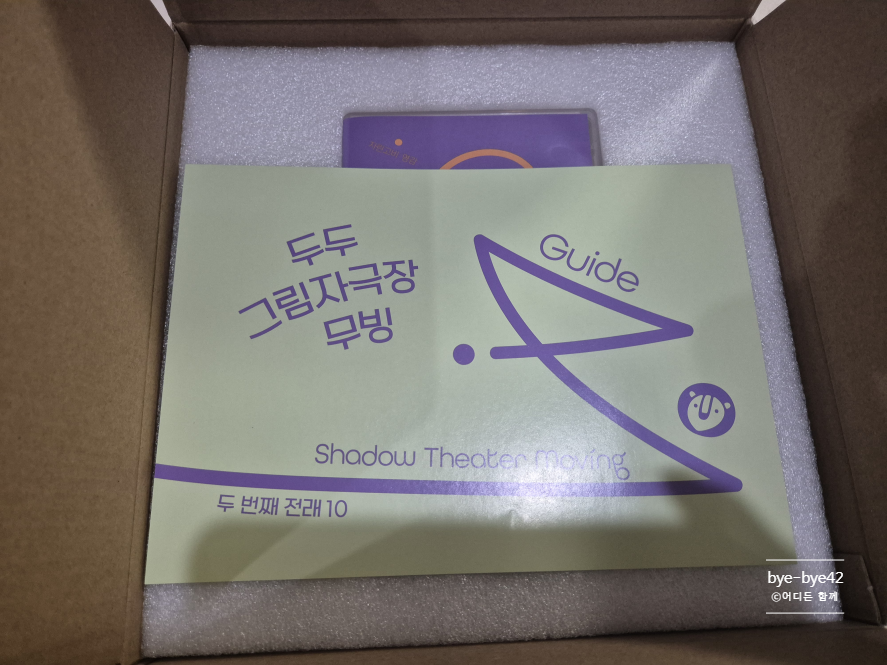 두두
그림자극장
무빙
Guide
Shadow Theater Moving
두 번째 전래 10
bye-bye42
©어디든 함께